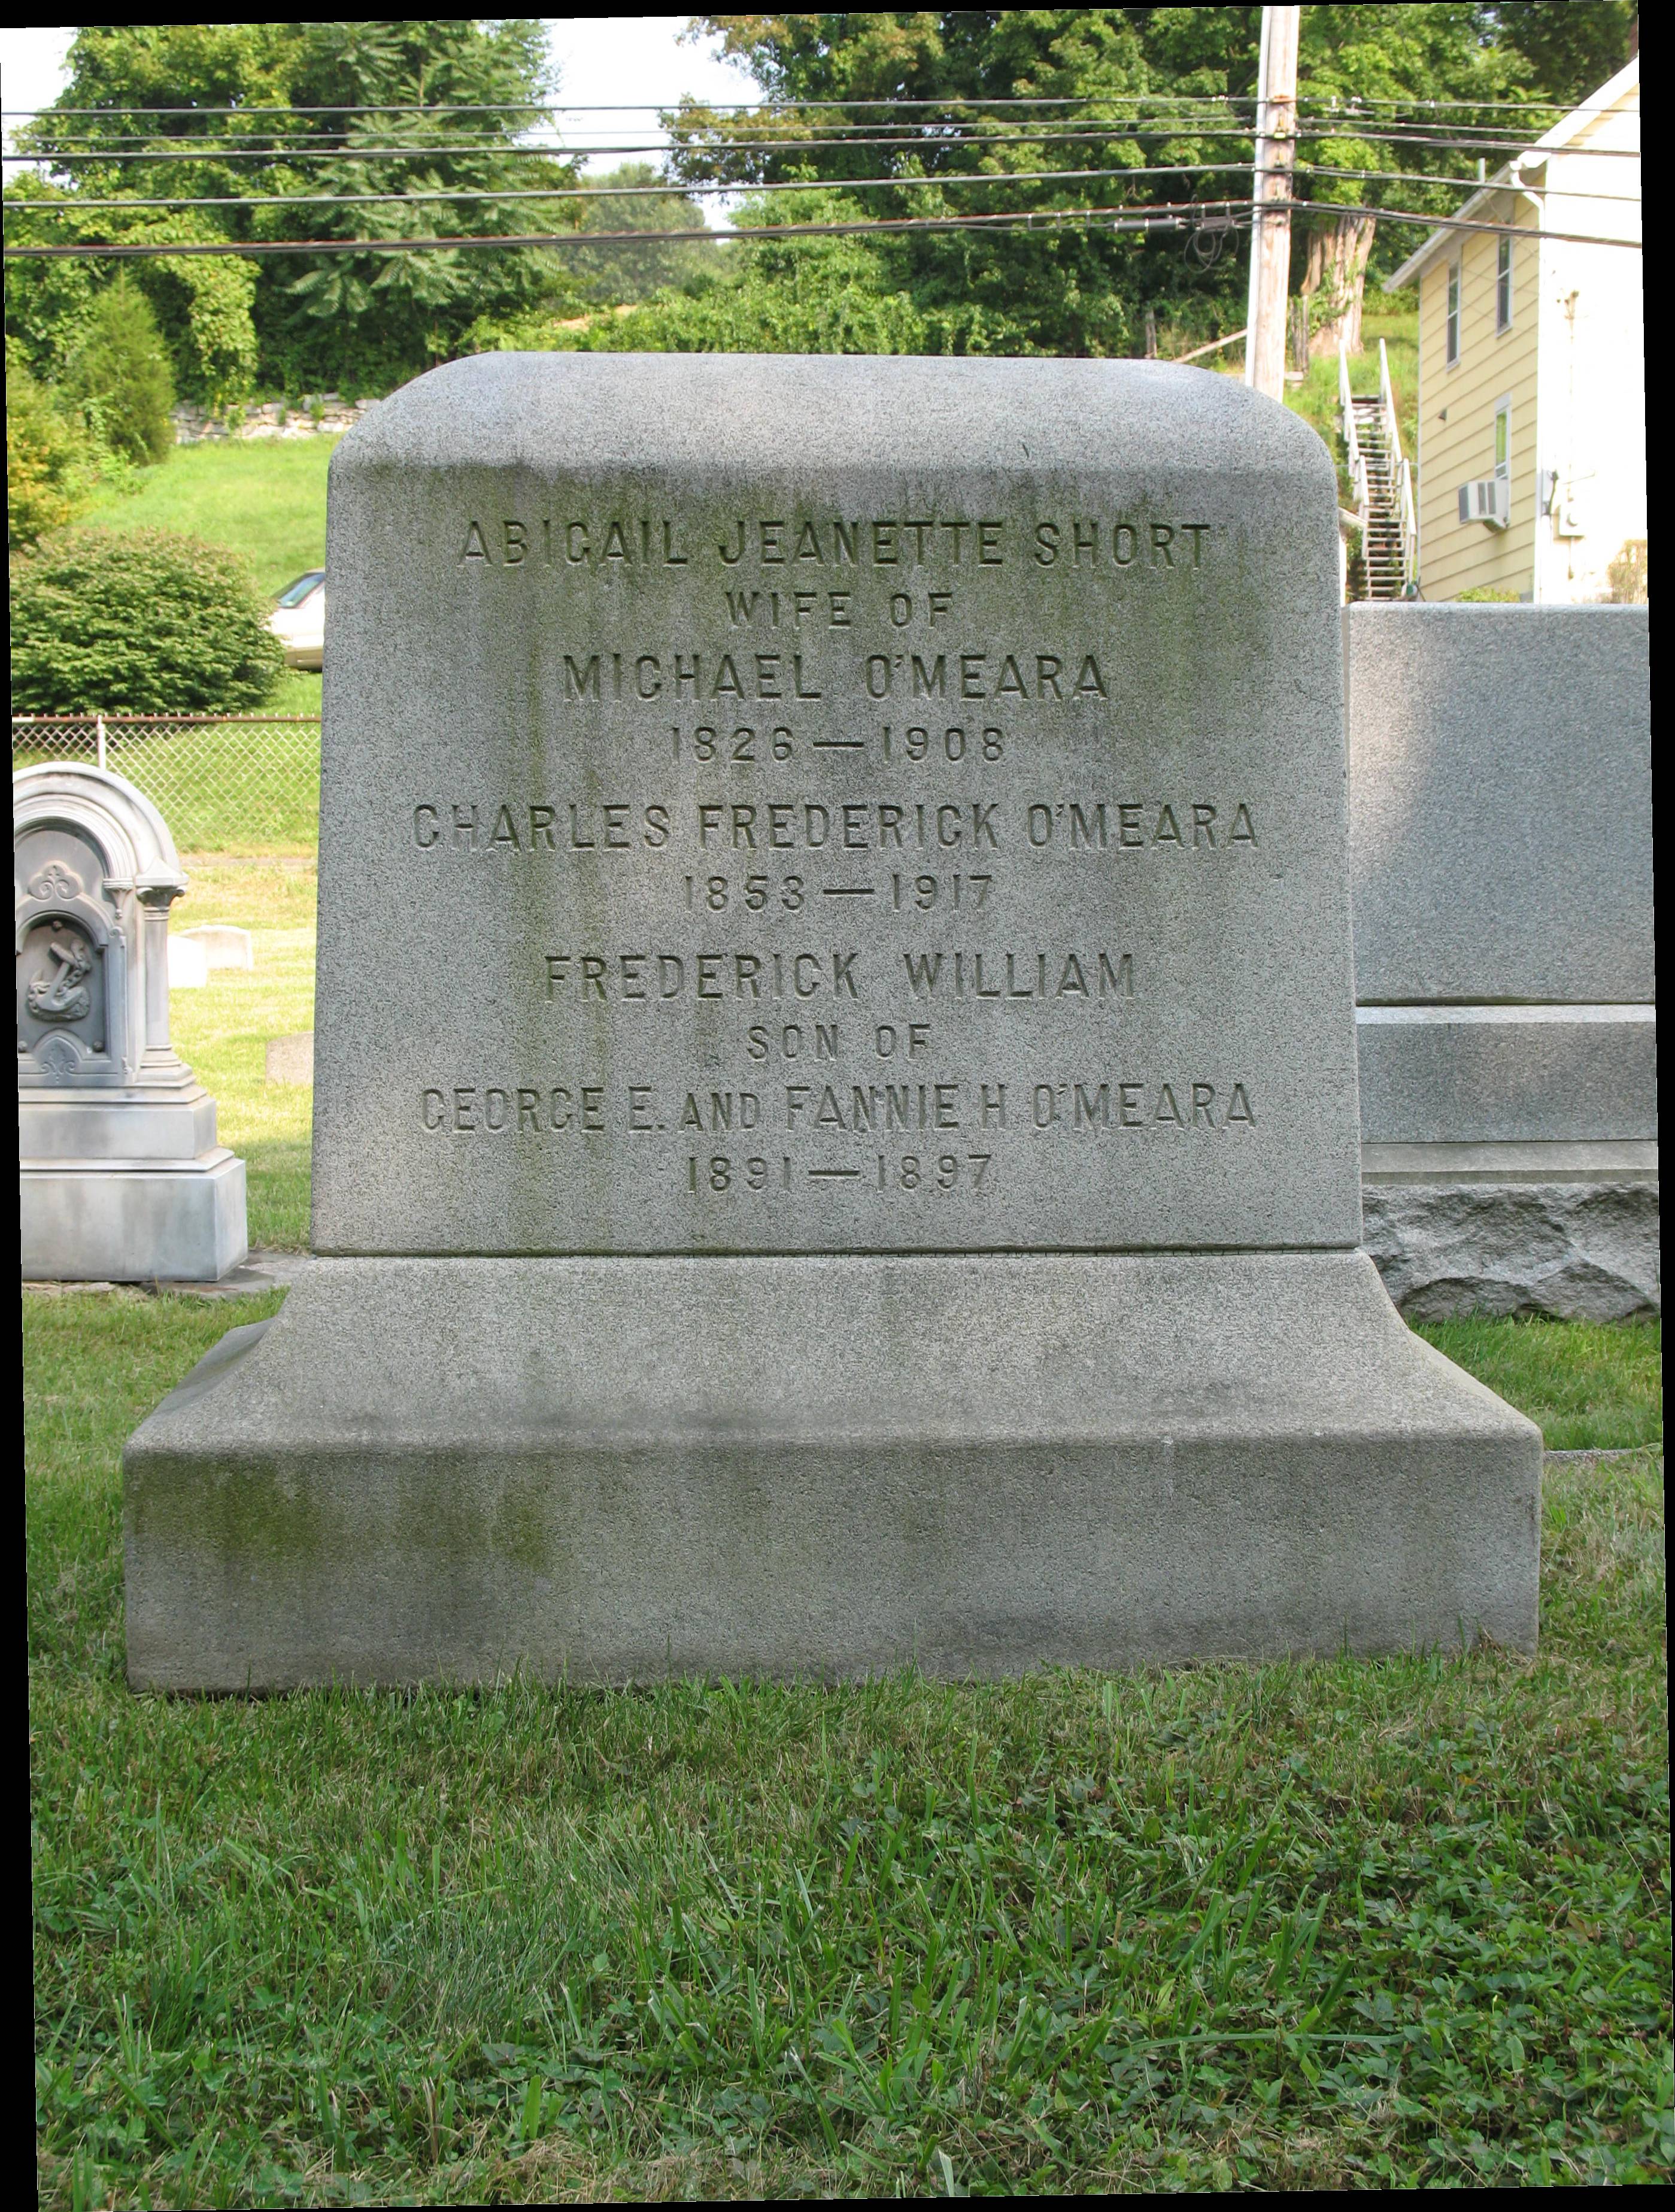 ABIGAIL JEANETTE SHORT
WIFE OF
MICHAEL O'MEARA
1826—1908
CHARLES FREDERICK O'MEARA
1853—1917
FREDERICK WILLIAM
SON OF
GEORGE E. AND FANNIE H O'MEARA
1891—1897